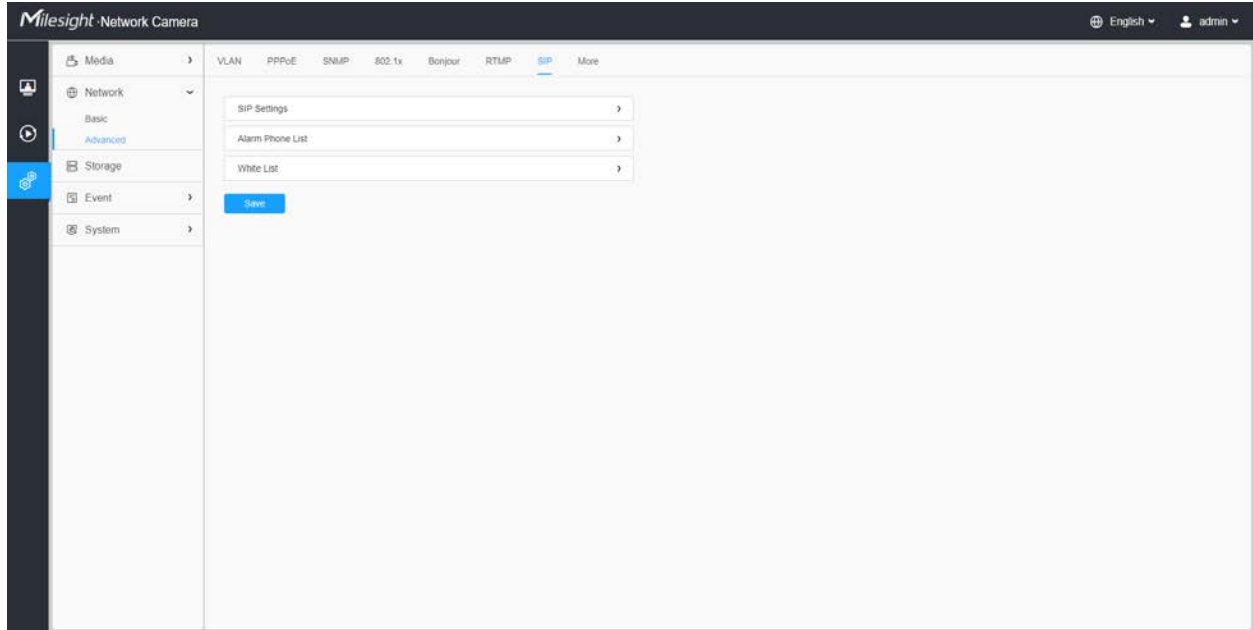 Milesight ·Network Camera
English
admin
Media
Network
Basic
Advanced
Storage
Event
System
VLAN PPPoE SNMP 802.1x Bonjour RTMP SIP More
SIP Settings
Alarm Phone List
White List
Save